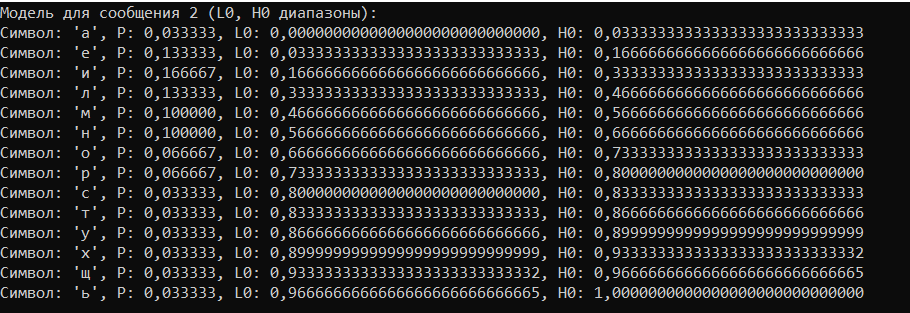 Модель для сообщения 2 (L0, H0 диапазоны):
Символ: 'а', P: 0,033333, L0: 0,0000000000000000000000000000, H0: 0,0333333333333333333333333333
Символ: 'е', P: 0,133333, L0: 0,0333333333333333333333333333, H0: 0,1666666666666666666666666666
Символ: 'и', P: 0,166667, L0: 0,1666666666666666666666666666, H0: 0,3333333333333333333333333333
Символ: 'л', P: 0,133333, L0: 0,3333333333333333333333333333, H0: 0,4666666666666666666666666666
Символ: 'м', P: 0,100000, L0: 0,4666666666666666666666666666, H0: 0,5666666666666666666666666666
Символ: 'н', P: 0,100000, L0: 0,5666666666666666666666666666, H0: 0,6666666666666666666666666666
Символ: 'о', P: 0,066667, L0: 0,6666666666666666666666666666, H0: 0,7333333333333333333333333333
Символ: 'р', P: 0,066667, L0: 0,7333333333333333333333333333, H0: 0,8000000000000000000000000000
Символ: 'с', P: 0,033333, L0: 0,8000000000000000000000000000, H0: 0,8333333333333333333333333333
Символ: 'т', P: 0,033333, L0: 0,8333333333333333333333333333, H0: 0,8666666666666666666666666666
Символ: 'у', P: 0,033333, L0: 0,8666666666666666666666666666, H0: 0,8999999999999999999999999999
Символ: 'х', P: 0,033333, L0: 0,8999999999999999999999999999, H0: 0,9333333333333333333333333332
Символ: 'щ', P: 0,033333, L0: 0,9333333333333333333333333332, H0: 0,9666666666666666666666666665
Символ: 'ь', P: 0,033333, L0: 0,9666666666666666666666666665, H0: 1,0000000000000000000000000000